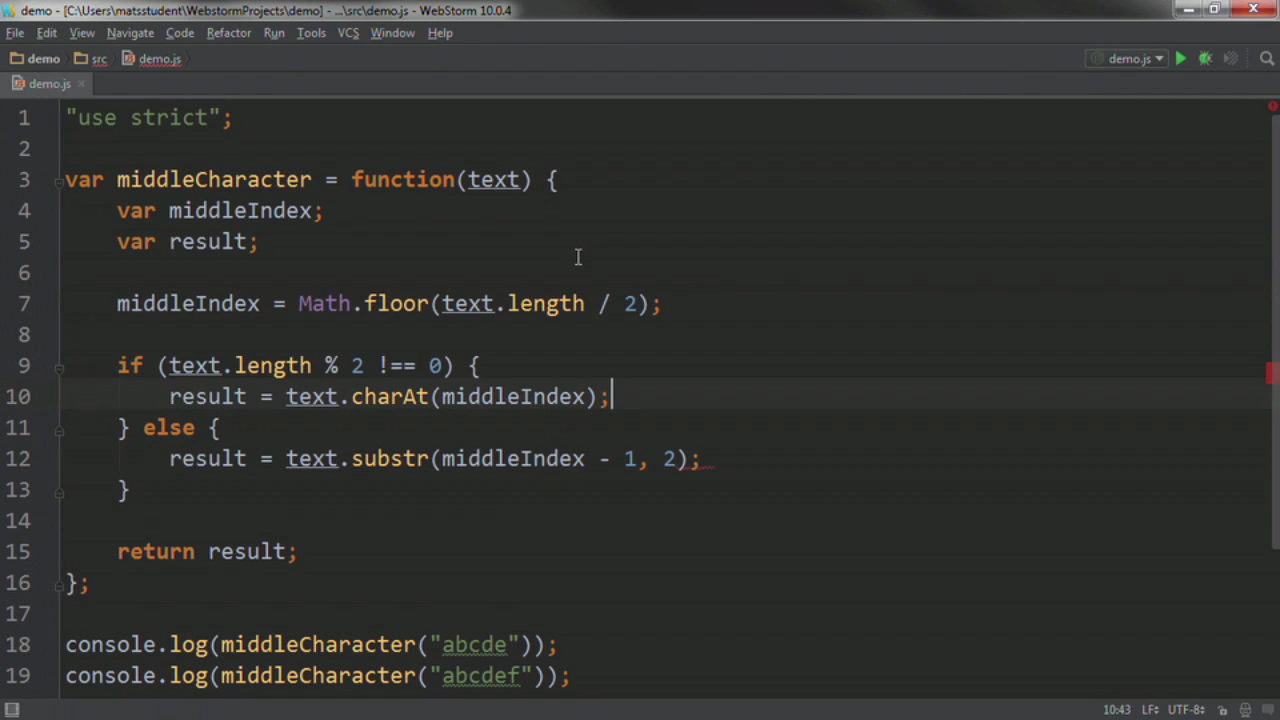 demo - [C:\Users\matsstudent\WebstormProjects\demo] - ...\src\demo.js - WebStorm 10.0.4
File Edit View Navigate Code Refactor Run Tools VCS Window Help
demo src demo.js demo.js
demo.js
1 "use strict";
2
3 var middleCharacter = function(text) {
4     var middleIndex;
5     var result;
6
7     middleIndex = Math.floor(text.length / 2);
8
9     if (text.length % 2 !== 0) {
10         result = text.charAt(middleIndex);
11     } else {
12         result = text.substr(middleIndex - 1, 2);
13     }
14
15     return result;
16 };
17
18 console.log(middleCharacter("abcde"));
19 console.log(middleCharacter("abcdef"));
10:43 LF UTF-8